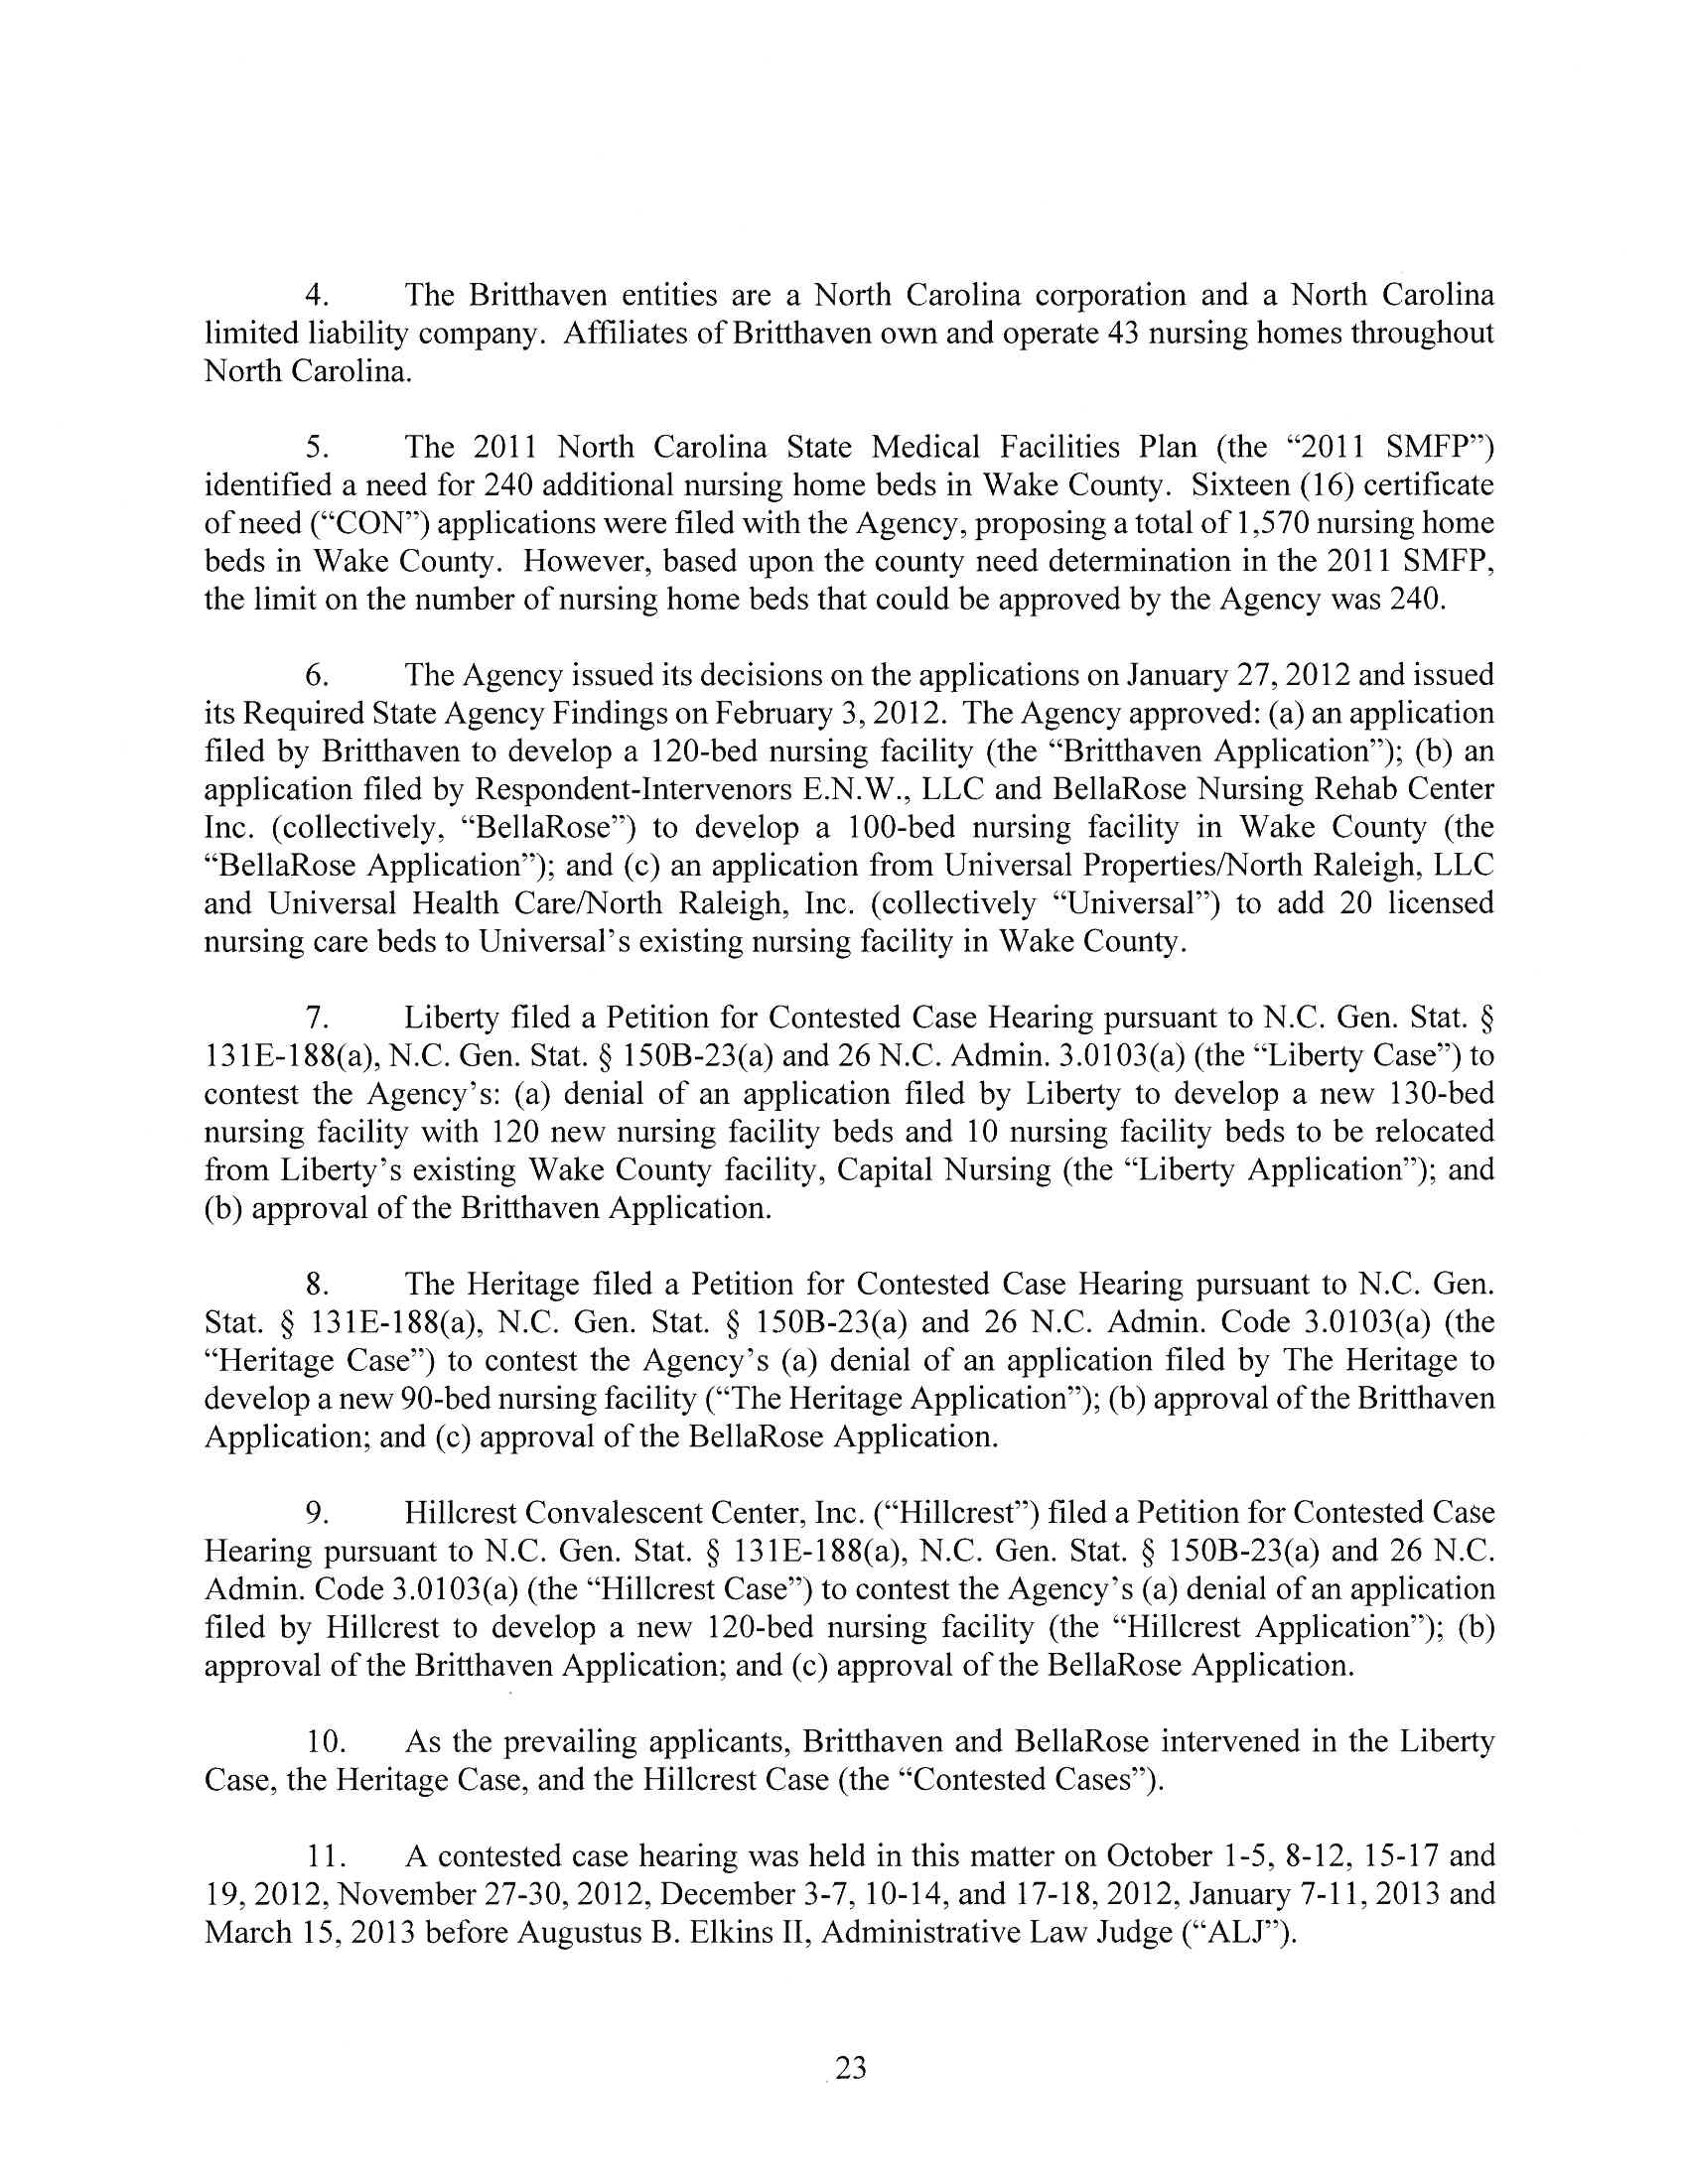 4. The Britthaven entities are a North Carolina corporation and a North Carolina
limited liability company. Affiliates of Britthaven own and operate 43 nursing homes throughout
North Carolina.
5. The 2011 North Carolina State Medical Facilities Plan (the “2011 SMFP”)
identified a need for 240 additional nursing home beds in Wake County. Sixteen (16) certificate
of need (“CON”) applications were filed with the Agency, proposing a total of 1,570 nursing home
beds in Wake County. However, based upon the county need determination in the 2011 SMFP,
the limit on the number of nursing home beds that could be approved by the Agency was 240.
6. The Agency issued its decisions on the applications on January 27, 2012 and issued
its Required State Agency Findings on February 3, 2012. The Agency approved: (a) an application
filed by Britthaven to develop a 120-bed nursing facility (the “Britthaven Application”); (b) an
application filed by Respondent-Intervenors E.N.W., LLC and BellaRose Nursing Rehab Center
Inc. (collectively, “BellaRose”) to develop a 100-bed nursing facility in Wake County (the
“BellaRose Application”); and (c) an application from Universal Properties/North Raleigh, LLC
and Universal Health Care/North Raleigh, Inc. (collectively “Universal”) to add 20 licensed
nursing care beds to Universal’s existing nursing facility in Wake County.
7. Liberty filed a Petition for Contested Case Hearing pursuant to N.C. Gen. Stat. §
131E-188(a), N.C. Gen. Stat. § 150B-23(a) and 26 N.C. Admin. 3.0103(a) (the “Liberty Case”) to
contest the Agency’s: (a) denial of an application filed by Liberty to develop a new 130-bed
nursing facility with 120 new nursing facility beds and 10 nursing facility beds to be relocated
from Liberty’s existing Wake County facility, Capital Nursing (the “Liberty Application”); and
(b) approval of the Britthaven Application.
8. The Heritage filed a Petition for Contested Case Hearing pursuant to N.C. Gen.
Stat. § 131E-188(a), N.C. Gen. Stat. § 150B-23(a) and 26 N.C. Admin. Code 3.0103(a) (the
“Heritage Case”) to contest the Agency’s (a) denial of an application filed by The Heritage to
develop a new 90-bed nursing facility (“The Heritage Application”); (b) approval of the Britthaven
Application; and (c) approval of the BellaRose Application.
9. Hillcrest Convalescent Center, Inc. (“Hillcrest”) filed a Petition for Contested Case
Hearing pursuant to N.C. Gen. Stat. § 131E-188(a), N.C. Gen. Stat. § 150B-23(a) and 26 N.C.
Admin. Code 3.0103(a) (the “Hillcrest Case”) to contest the Agency’s (a) denial of an application
filed by Hillcrest to develop a new 120-bed nursing facility (the “Hillcrest Application”); (b)
approval of the Britthaven Application; and (c) approval of the BellaRose Application.
10. As the prevailing applicants, Britthaven and BellaRose intervened in the Liberty
Case, the Heritage Case, and the Hillcrest Case (the “Contested Cases”).
11. A contested case hearing was held in this matter on October 1-5, 8-12, 15-17 and
19, 2012, November 27-30, 2012, December 3-7, 10-14, and 17-18, 2012, January 7-11, 2013 and
March 15, 2013 before Augustus B. Elkins II, Administrative Law Judge (“ALJ”).
23